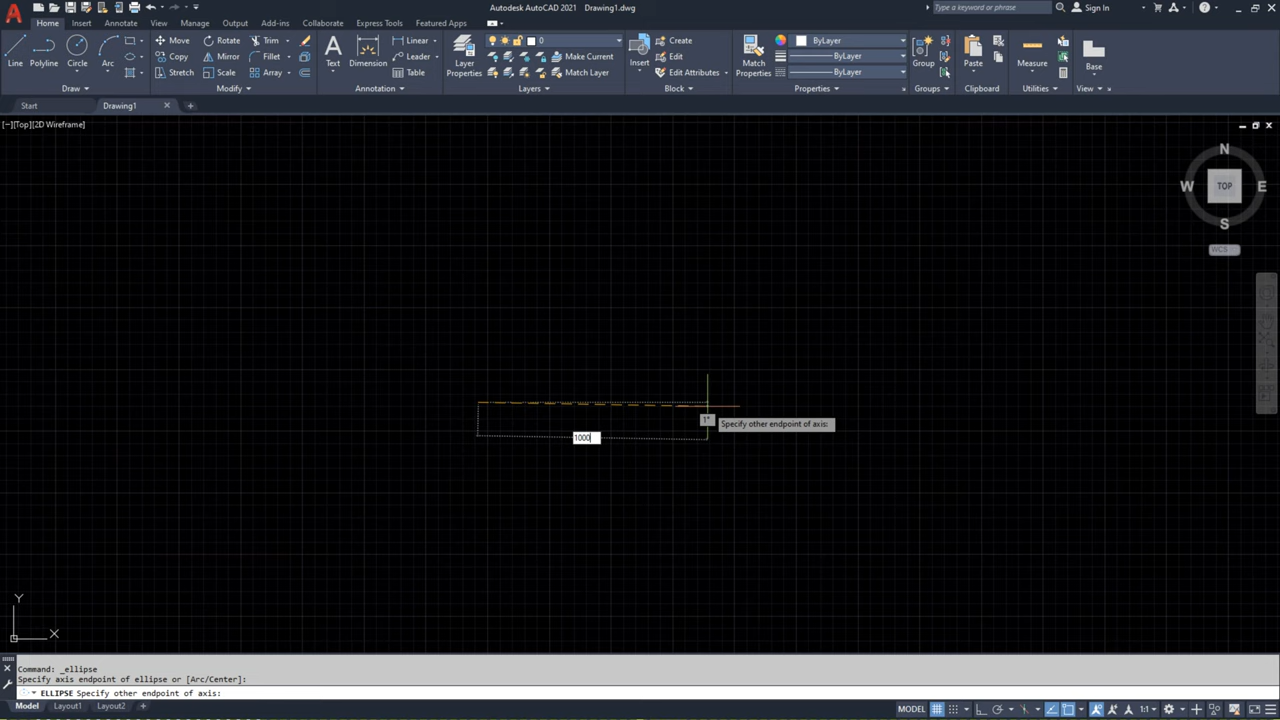 Autodesk AutoCAD 2021 Drawing1.dwg
Type a keyword or phrase
Sign In
Home Insert Annotate View Manage Output Add-ins Collaborate Express Tools Featured Apps
Line Polyline Circle Arc
Move Rotate Trim
Copy Mirror Fillet
Stretch Scale Array
Text Dimension
Linear
Leader
Table
Layer Properties
0
Make Current
Match Layer
Insert
Create
Edit
Edit Attributes
Match Properties
ByLayer
ByLayer
ByLayer
Group
Paste
Measure
Base
Draw Modify Annotation Layers Block Properties Groups Clipboard Utilities View
Start Drawing1
[−][Top][2D Wireframe]
N
W TOP E
S
WCS
1°
Specify other endpoint of axis:
1000
Y
X
Command: _ellipse
Specify axis endpoint of ellipse or [Arc/Center]:
ELLIPSE Specify other endpoint of axis:
Model Layout1 Layout2
MODEL
1:1